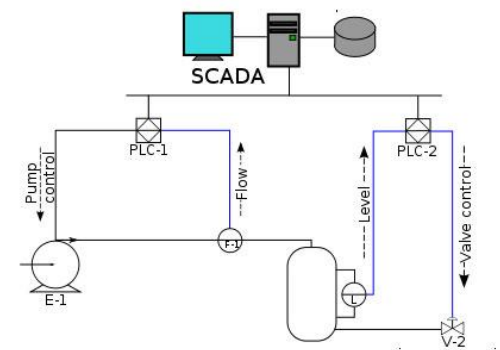 SCADA
PLC-1
PLC-2
Pump
control
Flow
Level
Valve control
F-1
L
E-1
V-2